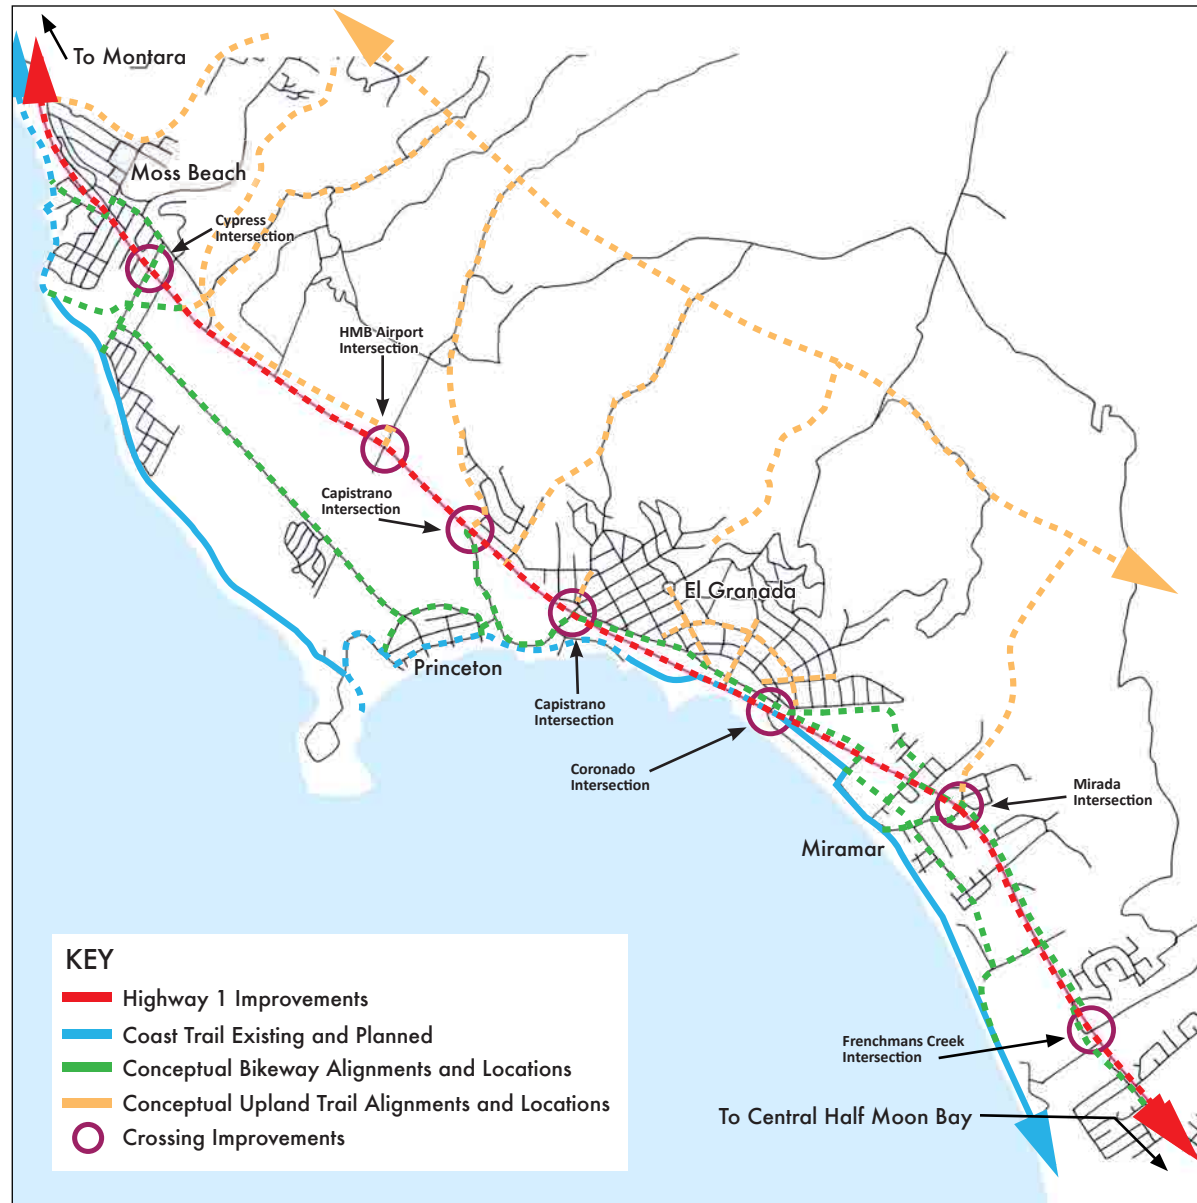 To Montara
Moss Beach
Cypress
Intersection
HMB Airport
Intersection
Capistrano
Intersection
El Granada
Princeton
Capistrano
Intersection
Coronado
Intersection
Mirada
Intersection
Miramar
KEY
Highway 1 Improvements
Coast Trail Existing and Planned
Conceptual Bikeway Alignments and Locations
Conceptual Upland Trail Alignments and Locations
Crossing Improvements
Frenchmans Creek
Intersection
To Central Half Moon Bay